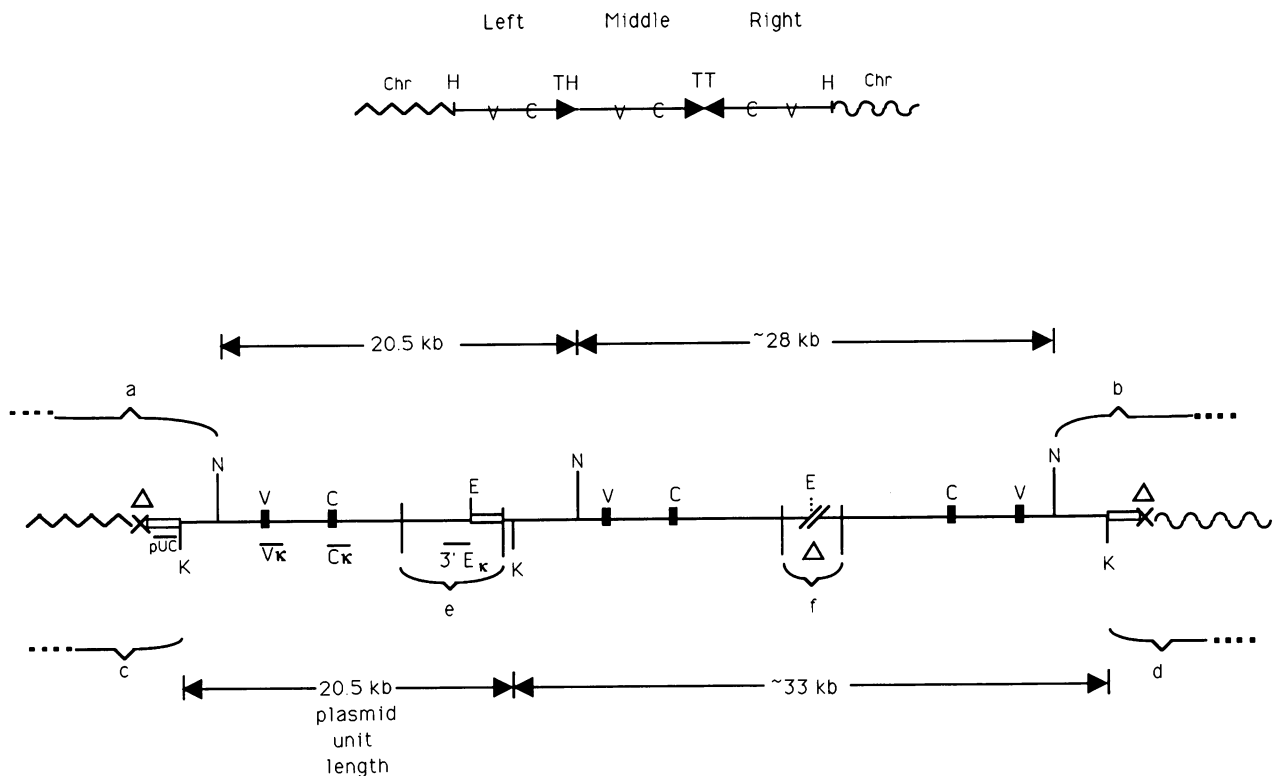 Left Middle Right
Chr H TH TT H Chr
V C V C C V
20.5 kb ~28 kb
a b
N N N
Δ V C E V C E C V Δ
pUC Vκ Cκ 3' Eκ Δ
K K K
e f
c d
20.5 kb ~33 kb
plasmid
unit
length